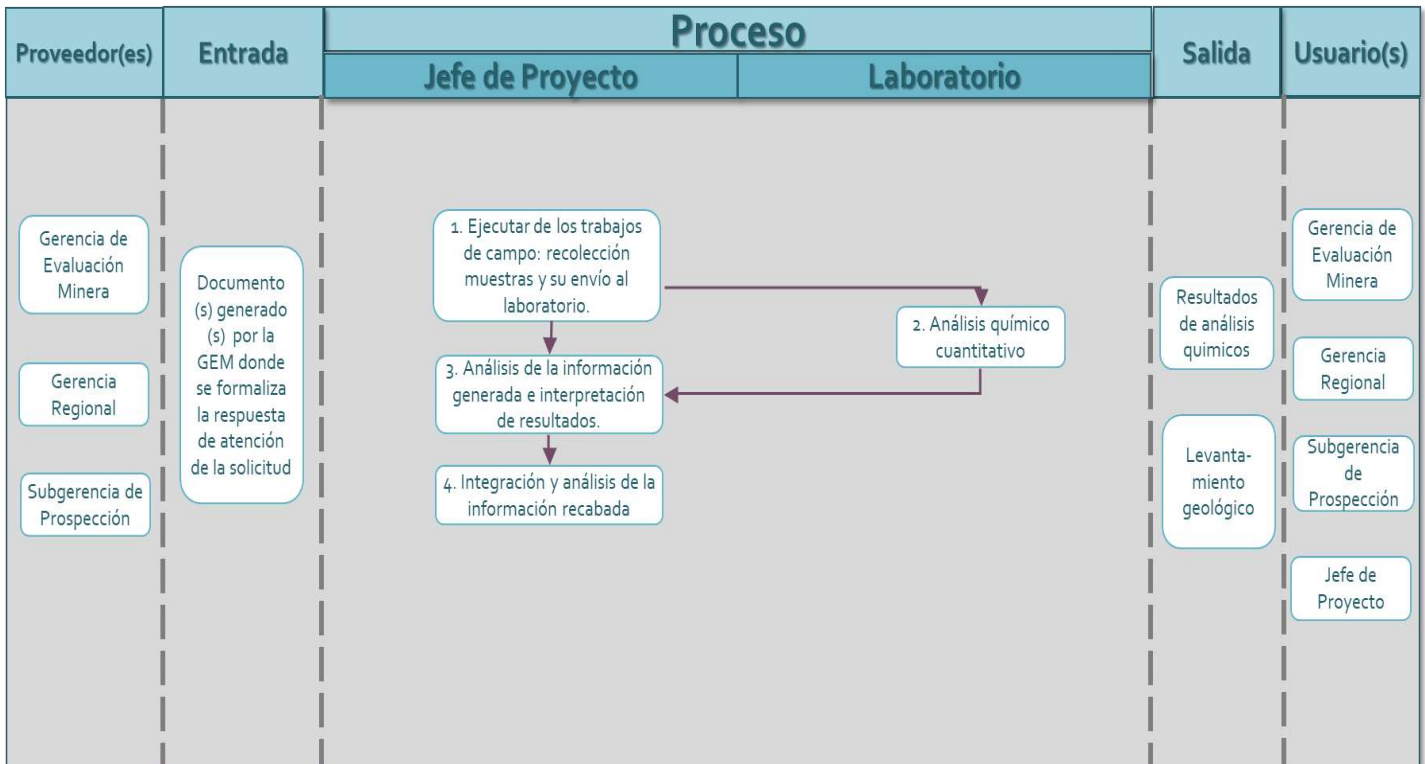 Proveedor(es)
Entrada
Proceso
Jefe de Proyecto
Laboratorio
Salida
Usuario(s)
Gerencia de
Evaluación
Minera
Gerencia
Regional
Subgerencia de
Prospección
Documento
(s) generado
(s) por la
GEM donde
se formaliza
la respuesta
de atención
de la solicitud
1. Ejecutar de los trabajos
de campo: recolección
muestras y su envío al
laboratorio.
2. Análisis químico
cuantitativo
3. Análisis de la información
generada e interpretación
de resultados.
4. Integración y análisis de la
información recabada
Resultados
de análisis
quimicos
Levanta-
miento
geológico
Gerencia de
Evaluación
Minera
Gerencia
Regional
Subgerencia
de
Prospección
Jefe de
Proyecto